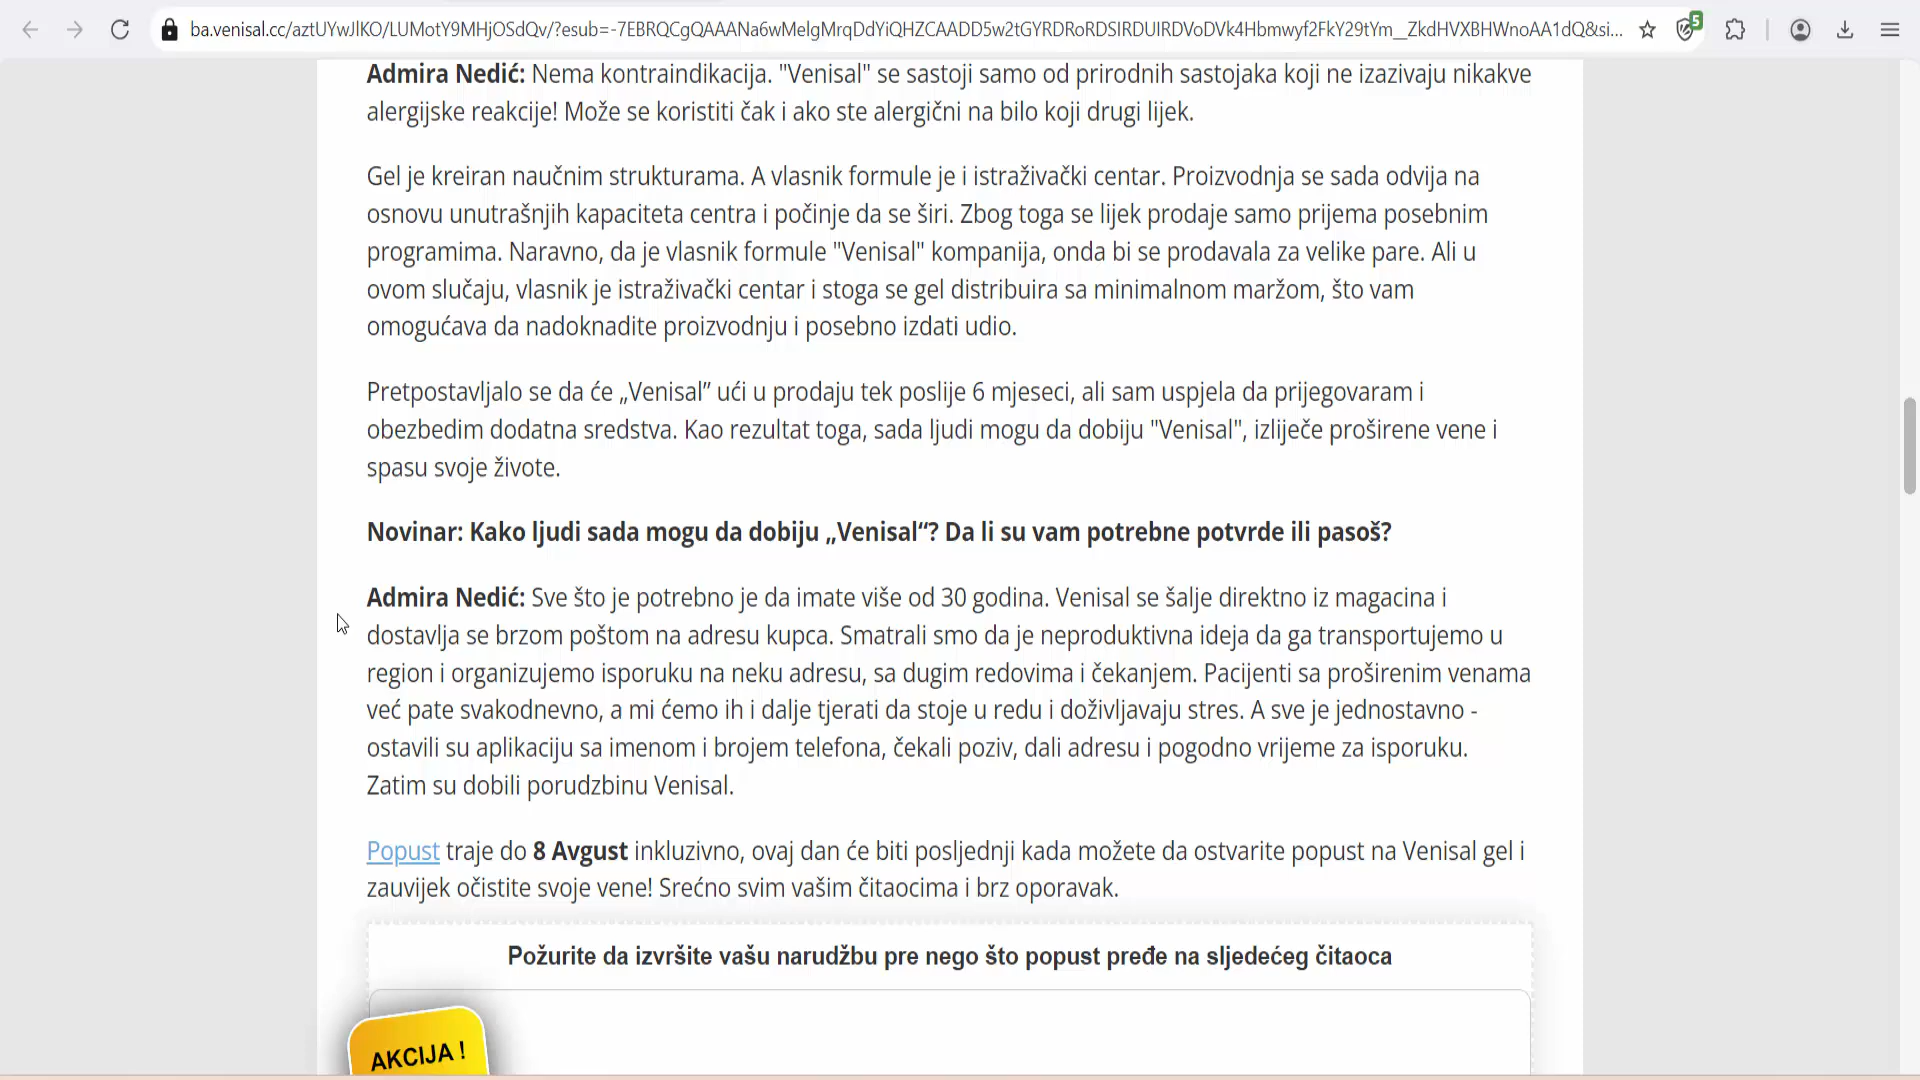 ba.venisal.cc/aztUYwJlKO/LUMotY9MHjOSdQv/?esub=-7EBRQCgQAAANa6wMelgMrqDdYiQHZCAADD5w2tGYRDRoRDSIRDUIRDVoDVk4Hbmwyf2FkY29tYm__ZkdHVXBHWnoAA1dQ&si...
5
Admira Nedić: Nema kontraindikacija. "Venisal" se sastoji samo od prirodnih sastojaka koji ne izazivaju nikakve
alergijske reakcije! Može se koristiti čak i ako ste alergični na bilo koji drugi lijek.
Gel je kreiran naučnim strukturama. A vlasnik formule je i istraživački centar. Proizvodnja se sada odvija na
osnovu unutrašnjih kapaciteta centra i počinje da se širi. Zbog toga se lijek prodaje samo prijema posebnim
programima. Naravno, da je vlasnik formule "Venisal" kompanija, onda bi se prodavala za velike pare. Ali u
ovom slučaju, vlasnik je istraživački centar i stoga se gel distribuira sa minimalnom maržom, što vam
omogućava da nadoknadite proizvodnju i posebno izdati udio.
Pretpostavljalo se da će „Venisal” ući u prodaju tek poslije 6 mjeseci, ali sam uspjela da prijegovaram i
obezbedim dodatna sredstva. Kao rezultat toga, sada ljudi mogu da dobiju "Venisal", izliječe proširene vene i
spasu svoje živote.
Novinar: Kako ljudi sada mogu da dobiju „Venisal“? Da li su vam potrebne potvrde ili pasoš?
Admira Nedić: Sve što je potrebno je da imate više od 30 godina. Venisal se šalje direktno iz magacina i
dostavlja se brzom poštom na adresu kupca. Smatrali smo da je neproduktivna ideja da ga transportujemo u
region i organizujemo isporuku na neku adresu, sa dugim redovima i čekanjem. Pacijenti sa proširenim venama
već pate svakodnevno, a mi ćemo ih i dalje tjerati da stoje u redu i doživljavaju stres. A sve je jednostavno -
ostavili su aplikaciju sa imenom i brojem telefona, čekali poziv, dali adresu i pogodno vrijeme za isporuku.
Zatim su dobili porudzbinu Venisal.
Popust traje do 8 Avgust inkluzivno, ovaj dan će biti posljednji kada možete da ostvarite popust na Venisal gel i
zauvijek očistite svoje vene! Srećno svim vašim čitaocima i brz oporavak.
Požurite da izvršite vašu narudžbu pre nego što popust pređe na sljedećeg čitaoca
AKCIJA !